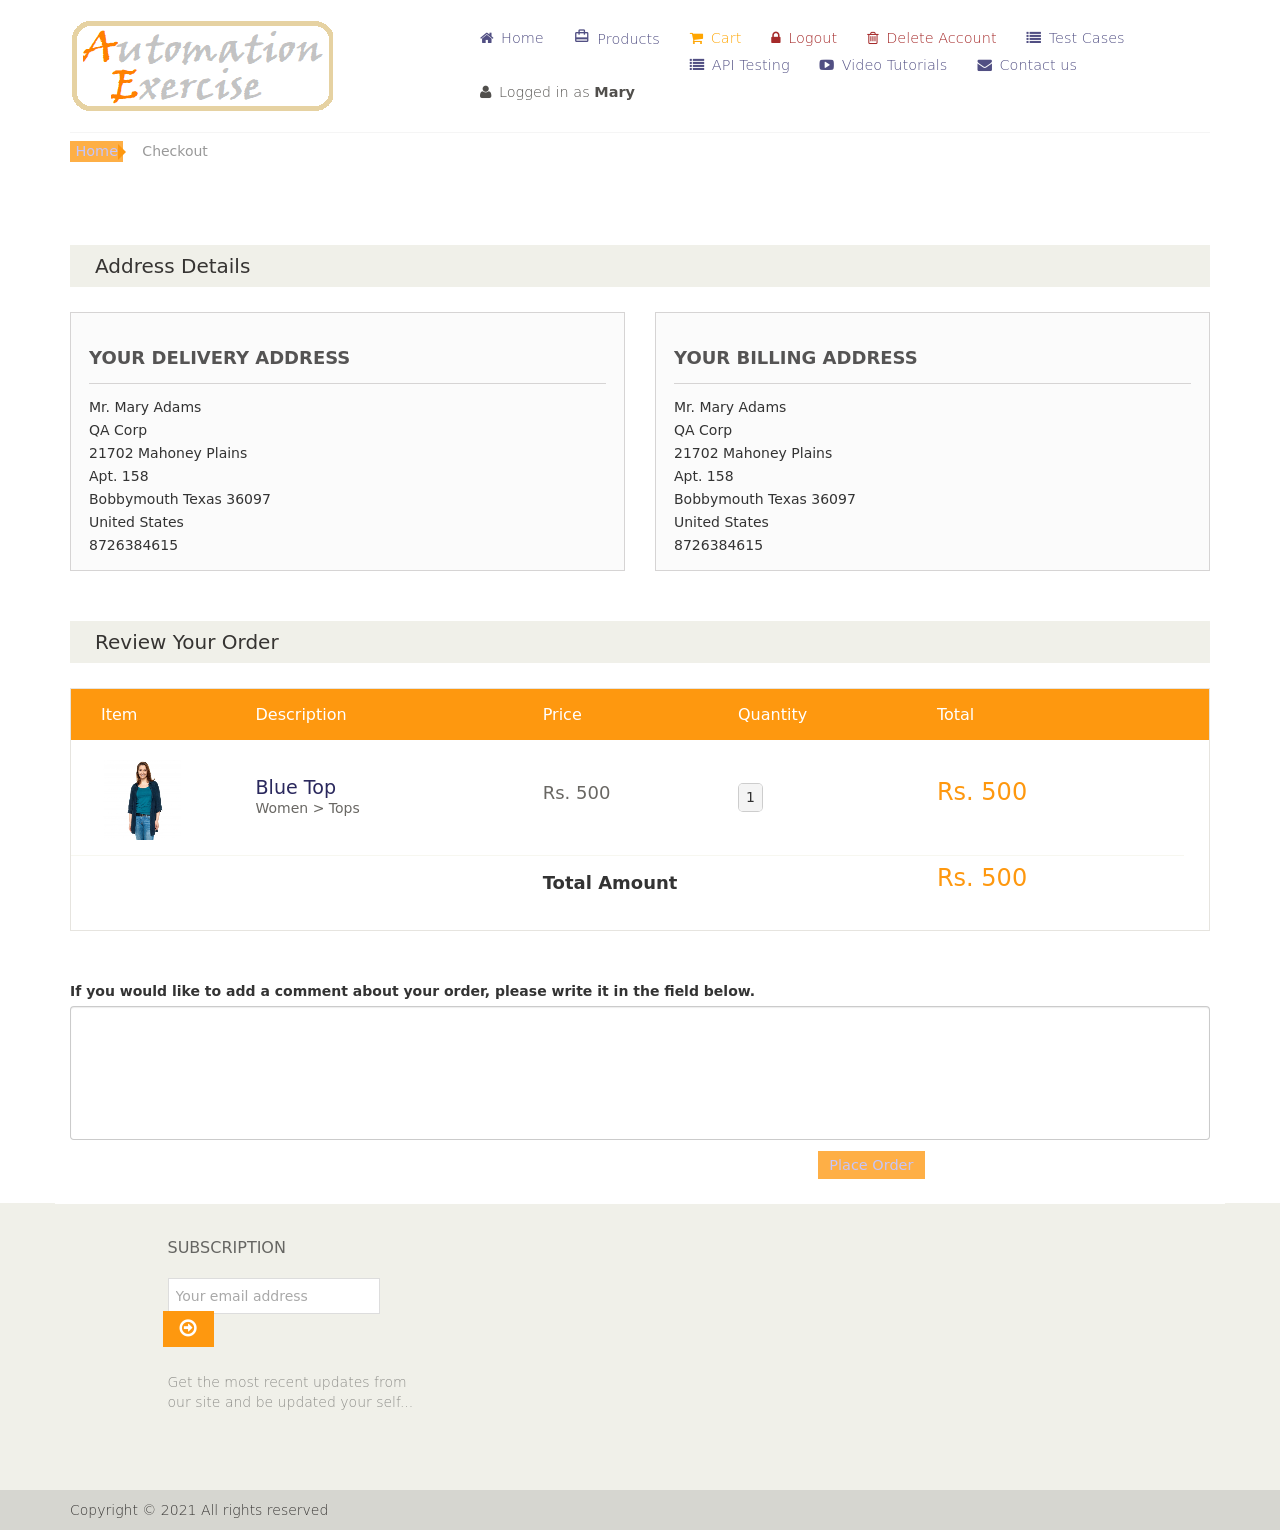 Automation
Exercise
Home Products Cart Logout Delete Account Test Cases
API Testing Video Tutorials Contact us
Logged in as Mary
Home Checkout
Address Details
YOUR DELIVERY ADDRESS
Mr. Mary Adams
QA Corp
21702 Mahoney Plains
Apt. 158
Bobbymouth Texas 36097
United States
8726384615
YOUR BILLING ADDRESS
Mr. Mary Adams
QA Corp
21702 Mahoney Plains
Apt. 158
Bobbymouth Texas 36097
United States
8726384615
Review Your Order
Item Description Price Quantity Total
Blue Top
Women > Tops
Rs. 500
1
Rs. 500
Total Amount Rs. 500
If you would like to add a comment about your order, please write it in the field below.
Place Order
SUBSCRIPTION
Your email address
Get the most recent updates from
our site and be updated your self...
Copyright © 2021 All rights reserved